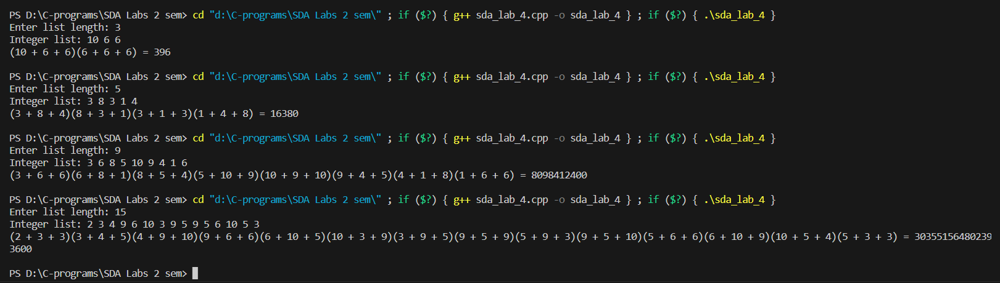 PS D:\C-programs\SDA Labs 2 sem> cd "d:\C-programs\SDA Labs 2 sem\" ; if ($?) { g++ sda_lab_4.cpp -o sda_lab_4 } ; if ($?) { .\sda_lab_4 }
Enter list length: 3
Integer list: 10 6 6
(10 + 6 + 6)(6 + 6 + 6) = 396
PS D:\C-programs\SDA Labs 2 sem> cd "d:\C-programs\SDA Labs 2 sem\" ; if ($?) { g++ sda_lab_4.cpp -o sda_lab_4 } ; if ($?) { .\sda_lab_4 }
Enter list length: 5
Integer list: 3 8 3 1 4
(3 + 8 + 4)(8 + 3 + 1)(3 + 1 + 3)(1 + 4 + 8) = 16380
PS D:\C-programs\SDA Labs 2 sem> cd "d:\C-programs\SDA Labs 2 sem\" ; if ($?) { g++ sda_lab_4.cpp -o sda_lab_4 } ; if ($?) { .\sda_lab_4 }
Enter list length: 9
Integer list: 3 6 8 5 10 9 4 1 6
(3 + 6 + 6)(6 + 8 + 1)(8 + 5 + 4)(5 + 10 + 9)(10 + 9 + 10)(9 + 4 + 5)(4 + 1 + 8)(1 + 6 + 6) = 8098412400
PS D:\C-programs\SDA Labs 2 sem> cd "d:\C-programs\SDA Labs 2 sem\" ; if ($?) { g++ sda_lab_4.cpp -o sda_lab_4 } ; if ($?) { .\sda_lab_4 }
Enter list length: 15
Integer list: 2 3 4 9 6 10 3 9 5 9 5 6 10 5 3
(2 + 3 + 3)(3 + 4 + 5)(4 + 9 + 10)(9 + 6 + 6)(6 + 10 + 5)(10 + 3 + 9)(3 + 9 + 5)(9 + 5 + 9)(5 + 9 + 3)(9 + 5 + 10)(5 + 6 + 6)(6 + 10 + 9)(10 + 5 + 4)(5 + 3 + 3) = 30355156480239
3600
PS D:\C-programs\SDA Labs 2 sem>